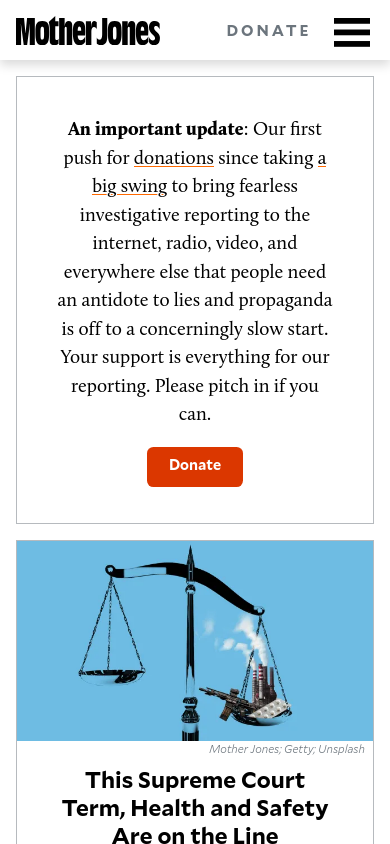 Mother Jones
DONATE
An important update: Our first
push for donations since taking a
big swing to bring fearless
investigative reporting to the
internet, radio, video, and
everywhere else that people need
an antidote to lies and propaganda
is off to a concerningly slow start.
Your support is everything for our
reporting. Please pitch in if you
can.
Donate
Mother Jones; Getty; Unsplash
This Supreme Court
Term, Health and Safety
Are on the Line